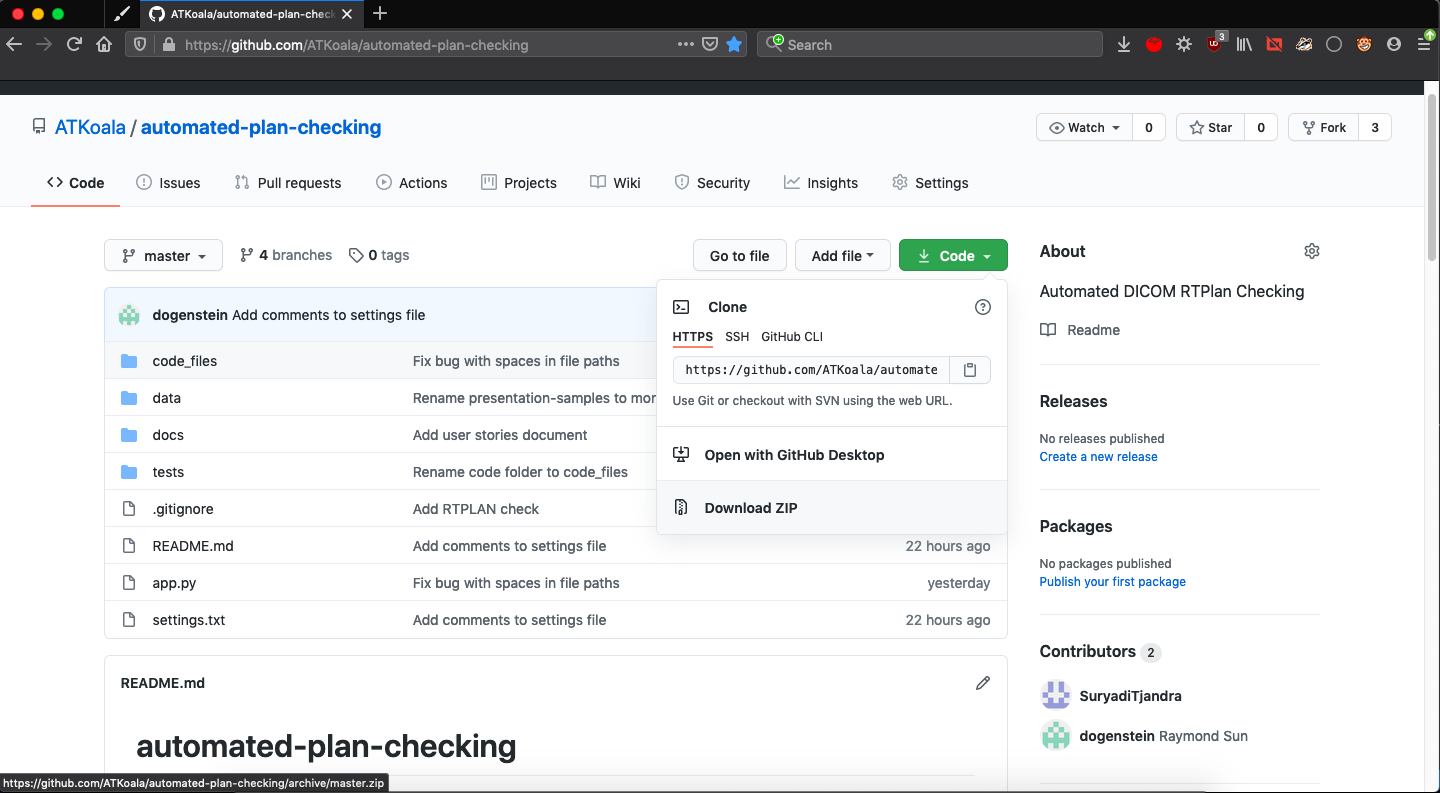 ATKoala/automated-plan-check
https://github.com/ATKoala/automated-plan-checking
Search
3
ATKoala / automated-plan-checking
Watch 0
Star 0
Fork 3
Code Issues Pull requests Actions Projects Wiki Security Insights Settings
master 4 branches 0 tags
Go to file Add file Code
dogenstein Add comments to settings file
code_files Fix bug with spaces in file paths
data Rename presentation-samples to mor
docs Add user stories document
tests Rename code folder to code_files
.gitignore Add RTPLAN check
README.md Add comments to settings file 22 hours ago
app.py Fix bug with spaces in file paths yesterday
settings.txt Add comments to settings file 22 hours ago
Clone
HTTPS SSH GitHub CLI
https://github.com/ATKoala/automate
Use Git or checkout with SVN using the web URL.
Open with GitHub Desktop
Download ZIP
README.md
automated-plan-checking
About
Automated DICOM RTPlan Checking
Readme
Releases
No releases published
Create a new release
Packages
No packages published
Publish your first package
Contributors 2
SuryadiTjandra
dogenstein Raymond Sun
https://github.com/ATKoala/automated-plan-checking/archive/master.zip